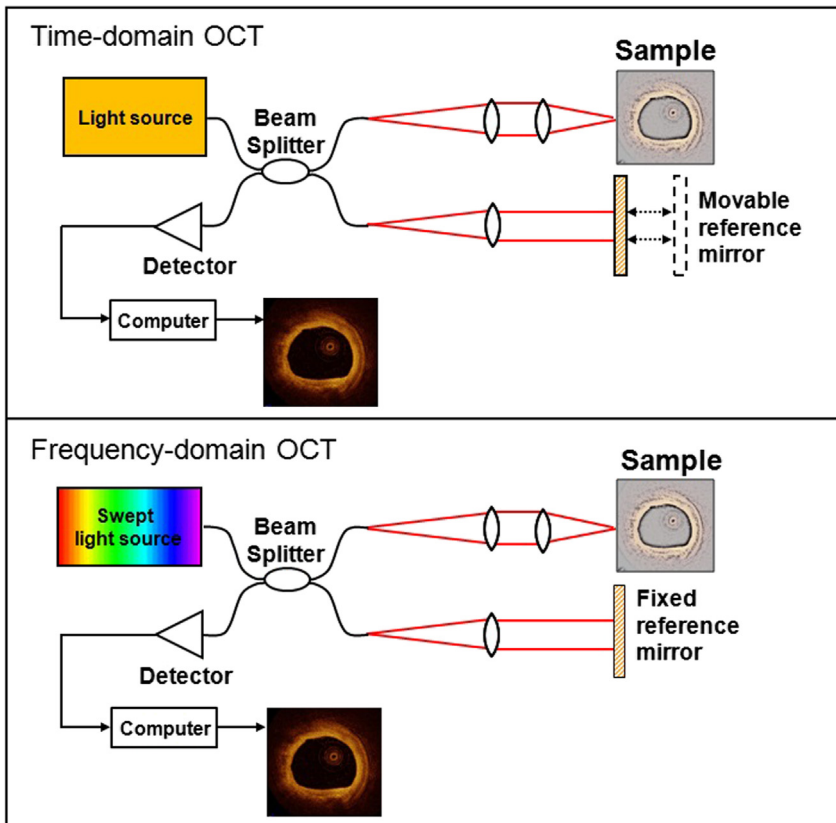 Time-domain OCT
Sample
Light source
Beam
Splitter
Movable
reference
mirror
Detector
Computer
Frequency-domain OCT
Sample
Swept
light source
Beam
Splitter
Fixed
reference
mirror
Detector
Computer